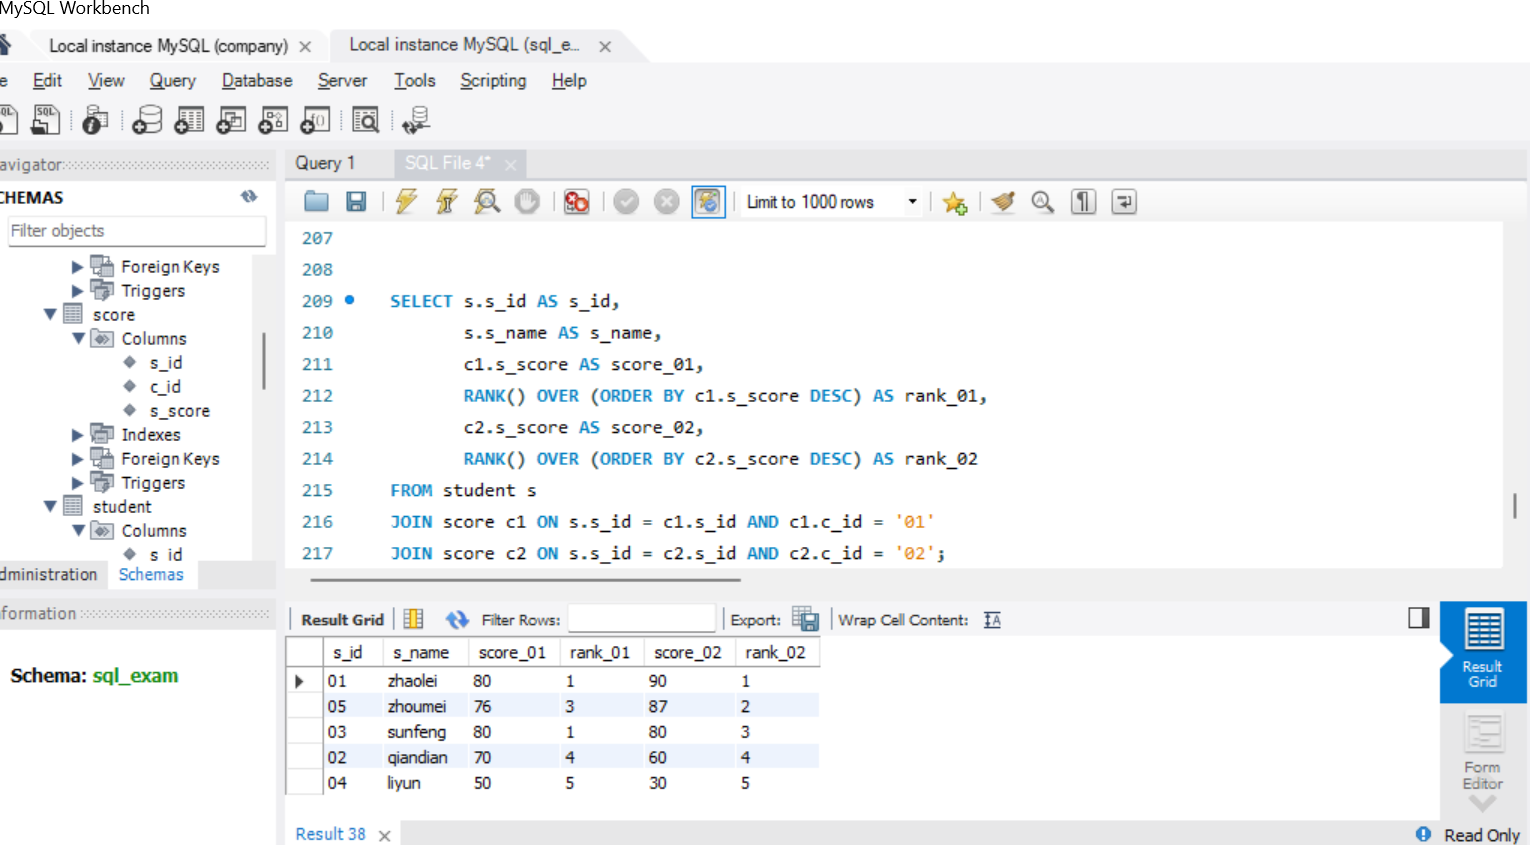 MySQL Workbench
Local instance MySQL (company)
Local instance MySQL (sql_e...
e Edit View Query Database Server Tools Scripting Help
avigator
Query 1
SQL File 4*
CHEMAS
Limit to 1000 rows
Filter objects
Foreign Keys
Triggers
score
Columns
s_id
c_id
s_score
Indexes
Foreign Keys
Triggers
student
Columns
s_id
dministration Schemas
nformation
Schema: sql_exam
207
208
209 SELECT s.s_id AS s_id,
210 s.s_name AS s_name,
211 c1.s_score AS score_01,
212 RANK() OVER (ORDER BY c1.s_score DESC) AS rank_01,
213 c2.s_score AS score_02,
214 RANK() OVER (ORDER BY c2.s_score DESC) AS rank_02
215 FROM student s
216 JOIN score c1 ON s.s_id = c1.s_id AND c1.c_id = '01'
217 JOIN score c2 ON s.s_id = c2.s_id AND c2.c_id = '02';
Result Grid Filter Rows: Export: Wrap Cell Content:
s_id s_name score_01 rank_01 score_02 rank_02
01 zhaolei 80 1 90 1
05 zhoumei 76 3 87 2
03 sunfeng 80 1 80 3
02 qiandian 70 4 60 4
04 liyun 50 5 30 5
Result
Grid
Form
Editor
Result 38
Read Only